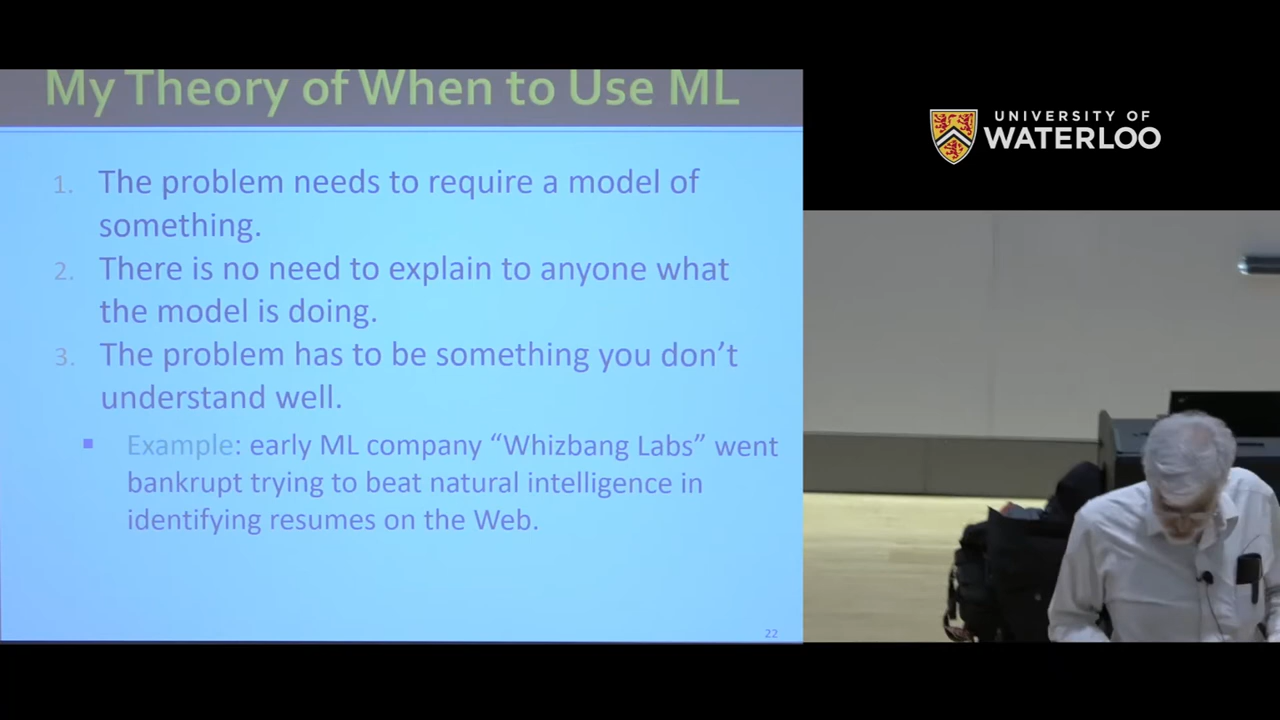 My Theory of When to Use ML
1. The problem needs to require a model of
something.
2. There is no need to explain to anyone what
the model is doing.
3. The problem has to be something you don’t
understand well.
Example: early ML company “Whizbang Labs” went
bankrupt trying to beat natural intelligence in
identifying resumes on the Web.
22
UNIVERSITY OF
WATERLOO